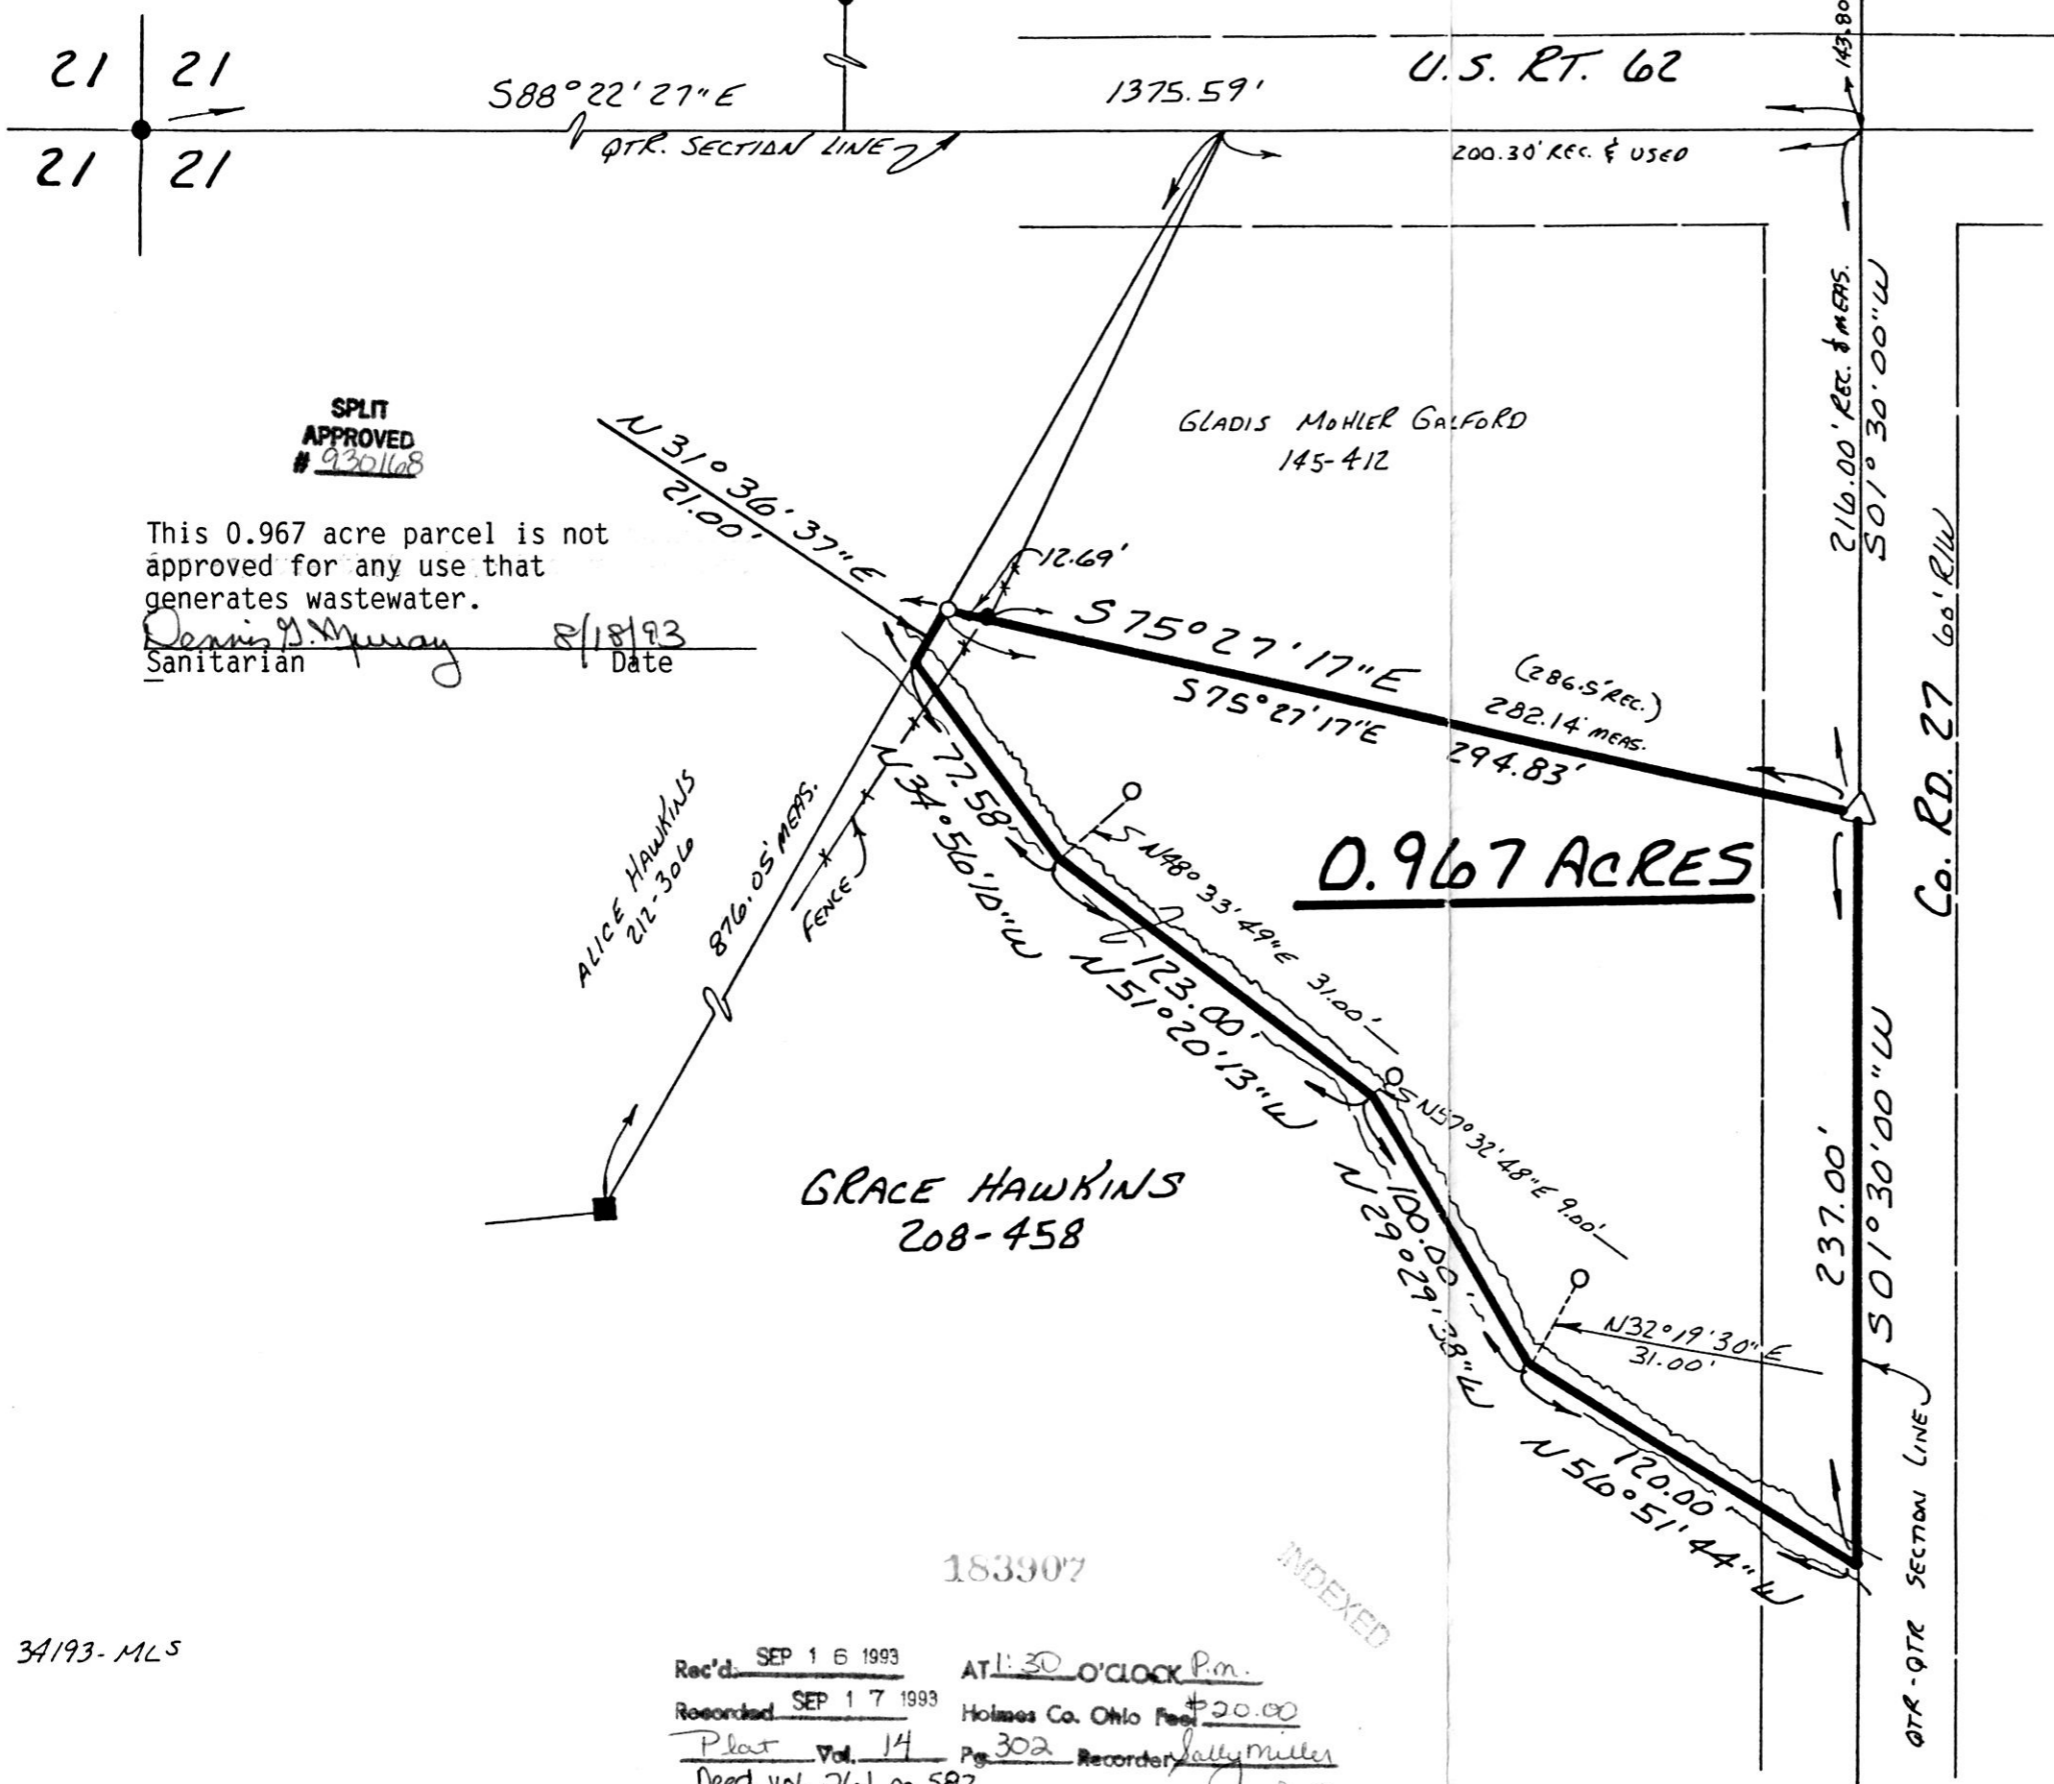 21 21
21 21
S88°22'27"E
1375.59'
U.S. RT. 62
143.80
QTR. SECTION LINE
200.30' REC. & USED
216.00' REC. & MEAS.
S01°30'00"W
SPLIT
APPROVED
# 930168
This 0.967 acre parcel is not
approved for any use that
generates wastewater.
Dennis G. Murray 8/18/93
Sanitarian Date
N 31°36'37"E
21.00'
GLADIS MOHLER GALFORD
145-412
12.69'
S75°27'17"E
(286.5' REC.)
282.14' MEAS.
S75°27'17"E 294.83'
CO. RD. 27 60' R/W
0.967 ACRES
ALICE HAWKINS
212-306
876.05' MEAS.
FENCE
77.58'
N34°56'10"W
N48°33'49"E 31.00'
123.00'
N51°20'13"W
N57°32'48"E 9.00'
100.00'
N29°29'38"W
N32°19'30"E
31.00'
120.00'
N56°51'44"W
237.00'
S01°30'00"W
QTR-QTR SECTION LINE
GRACE HAWKINS
208-458
183907
INDEXED
34193-MLS
Rec'd. SEP 16 1993 AT 1:30 O'CLOCK P.m.
Recorded SEP 17 1993 Holmes Co. Ohio Fee $20.00
Plat Vol. 14 Pg 302 Recorder Sally Miller
Deed vol